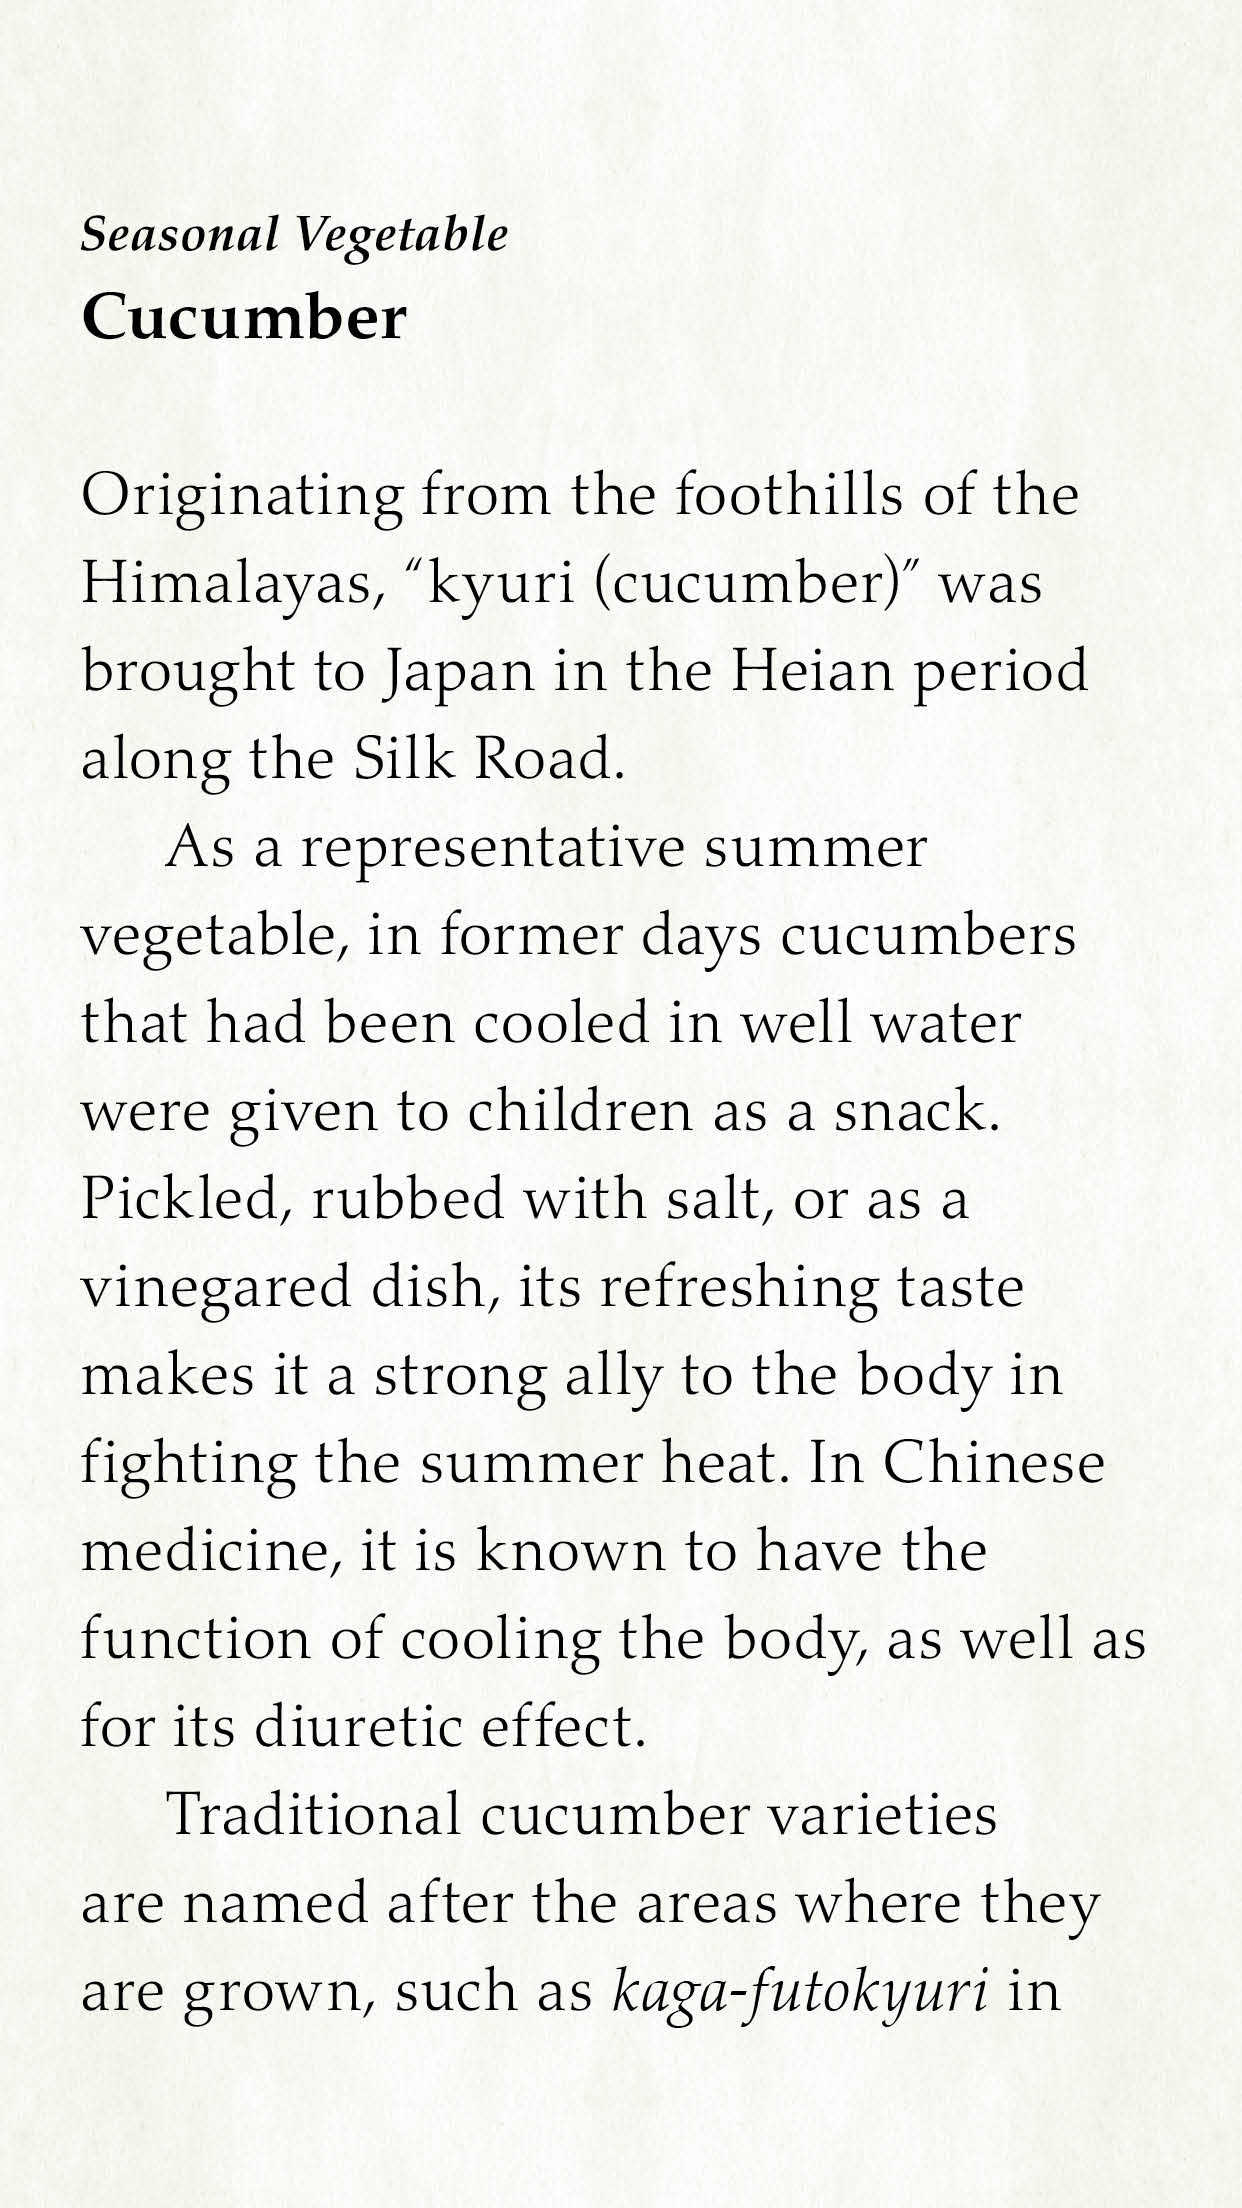 Seasonal Vegetable
Cucumber
Originating from the foothills of the
Himalayas, “kyuri (cucumber)” was
brought to Japan in the Heian period
along the Silk Road.
As a representative summer
vegetable, in former days cucumbers
that had been cooled in well water
were given to children as a snack.
Pickled, rubbed with salt, or as a
vinegared dish, its refreshing taste
makes it a strong ally to the body in
fighting the summer heat. In Chinese
medicine, it is known to have the
function of cooling the body, as well as
for its diuretic effect.
Traditional cucumber varieties
are named after the areas where they
are grown, such as kaga-futokyuri in